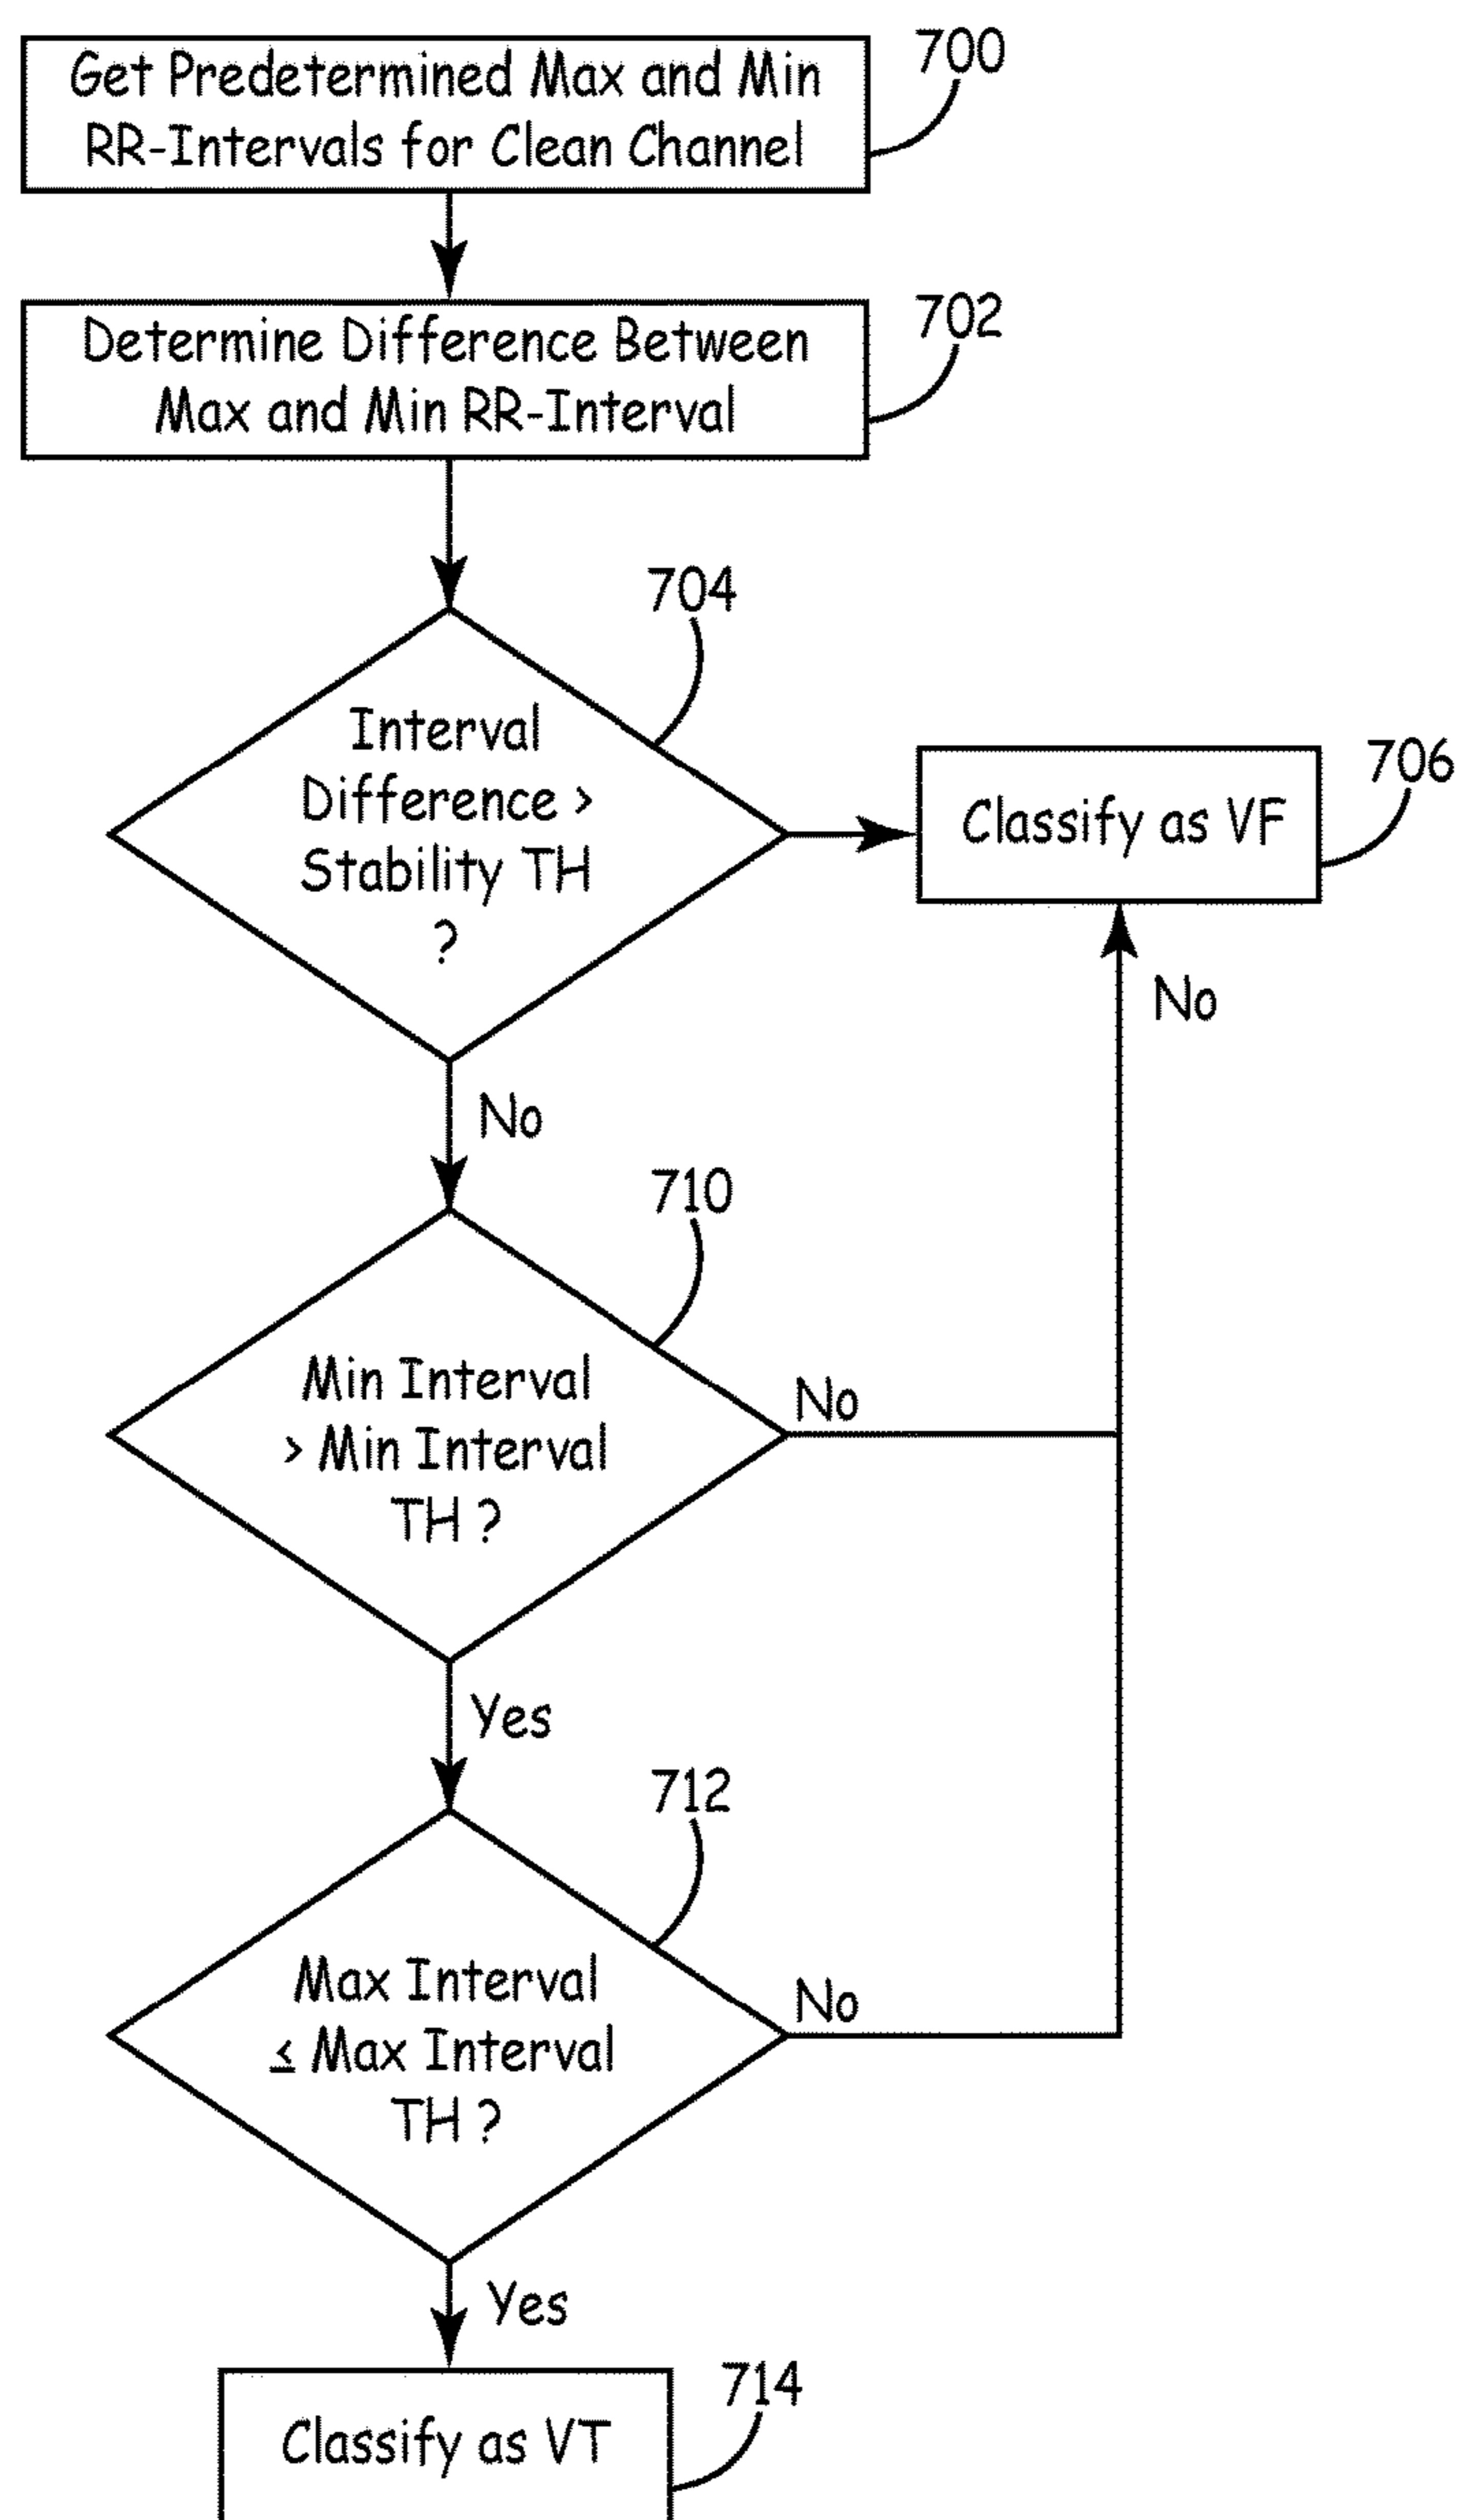 700
Get Predetermined Max and Min
RR-Intervals for Clean Channel
702
Determine Difference Between
Max and Min RR-Interval
704
Interval
Difference >
Stability TH
?
706
Classify as VF
No
No
710
Min Interval
> Min Interval
TH ?
No
Yes
712
Max Interval
≤ Max Interval
TH ?
No
Yes
714
Classify as VT